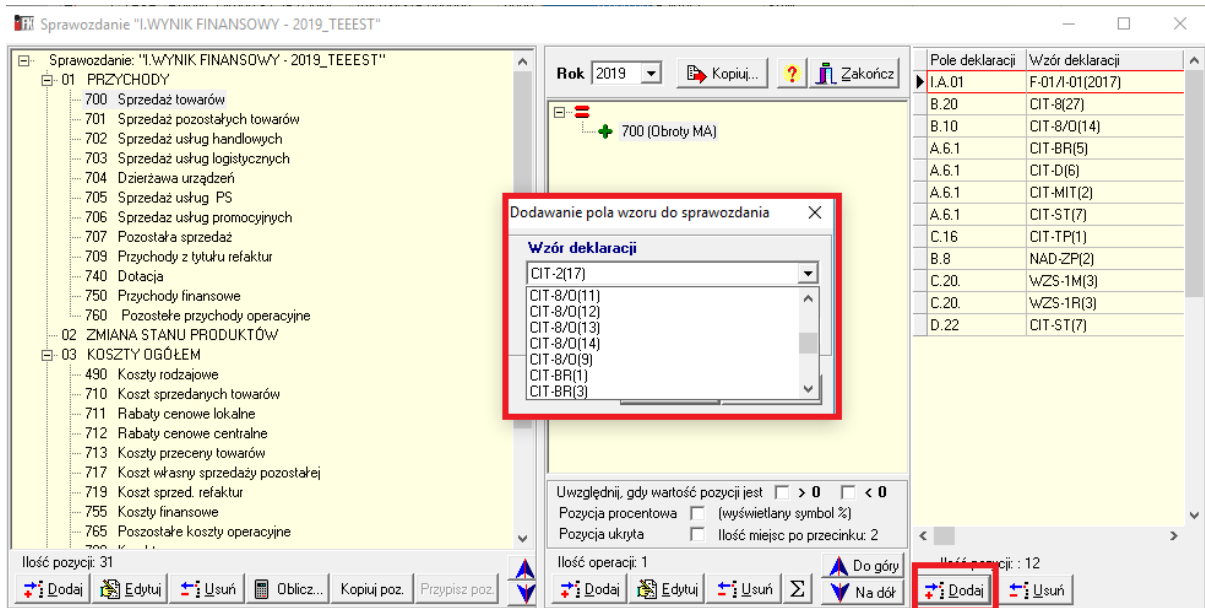 Sprawozdanie "I.WYNIK FINANSOWY - 2019_TEEEST"
Sprawozdanie: "I.WYNIK FINANSOWY - 2019_TEEEST"
01 PRZYCHODY
700 Sprzedaż towarów
701 Sprzedaż pozostałych towarów
702 Sprzedaż usług handlowych
703 Sprzedaż usług logistycznych
704 Dzierżawa urządzeń
705 Sprzedaż usług PS
706 Sprzedaz usług promocyjnych
707 Pozostała sprzedaż
709 Przychody z tytułu refaktur
740 Dotacja
750 Przychody finansowe
760 Pozostełe przychody operacyjne
02 ZMIANA STANU PRODUKTÓW
03 KOSZTY OGÓŁEM
490 Koszty rodzajowe
710 Koszt sprzedanych towarów
711 Rabaty cenowe lokalne
712 Rabaty cenowe centralne
713 Koszty przeceny towarów
717 Koszt własny sprzedaży pozostałej
719 Koszt sprzed. refaktur
755 Koszty finansowe
765 Poszostałe koszty operacyjne
Ilość pozycji: 31
Dodaj Edytuj Usuń Oblicz... Kopiuj poz. Przypisz poz.
Rok 2019 Kopiuj... ? Zakończ
700 (Obroty MA)
Dodawanie pola wzoru do sprawozdania
Wzór deklaracji
CIT-2(17)
CIT-8/O(11)
CIT-8/O(12)
CIT-8/O(13)
CIT-8/O(14)
CIT-8/O(9)
CIT-BR(1)
CIT-BR(3)
Uwzględnij, gdy wartość pozycji jest > 0 < 0
Pozycja procentowa (wyświetlany symbol %)
Pozycja ukryta Ilość miejsc po przecinku: 2
Ilość operacji: 1
Do góry
Dodaj Edytuj Usuń Σ Na dół
Pole deklaracji Wzór deklaracji
I.A.01 F-01/I-01(2017)
B.20 CIT-8(27)
B.10 CIT-8/O(14)
A.6.1 CIT-BR(5)
A.6.1 CIT-D(6)
A.6.1 CIT-MIT(2)
A.6.1 CIT-ST(7)
C.16 CIT-TP(1)
B.8 NAD-ZP(2)
C.20. WZS-1M(3)
C.20. WZS-1R(3)
D.22 CIT-ST(7)
Ilość pozycji: : 12
Dodaj Usuń